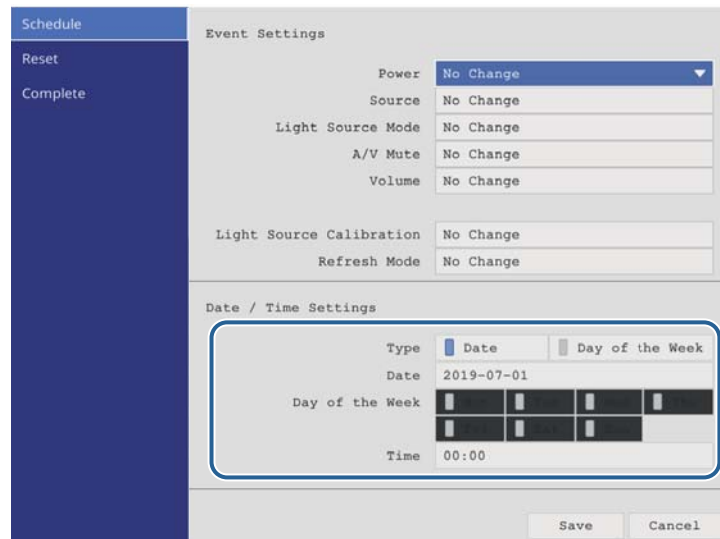 Schedule
Reset
Complete
Event Settings
Power No Change
Source No Change
Light Source Mode No Change
A/V Mute No Change
Volume No Change
Light Source Calibration No Change
Refresh Mode No Change
Date / Time Settings
Type Date Day of the Week
Date 2019-07-01
Day of the Week
Time 00:00
Save Cancel